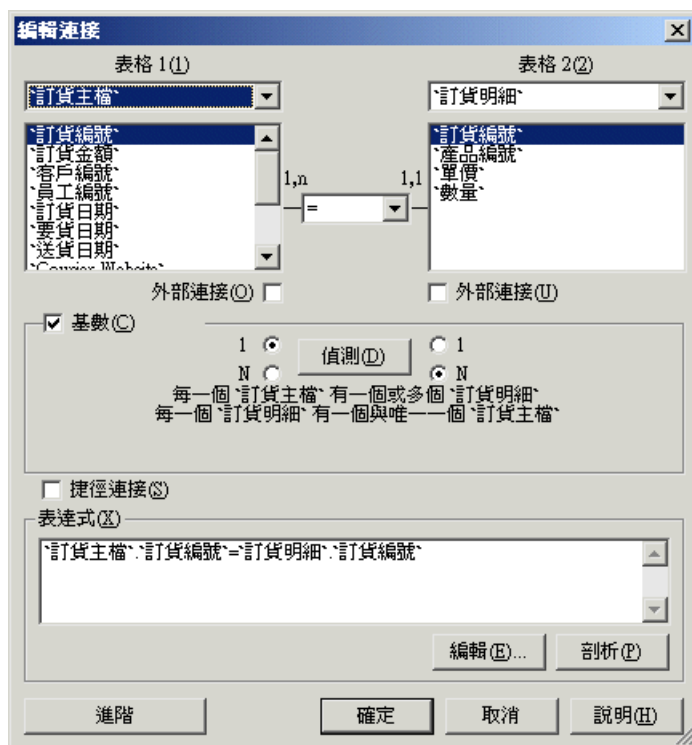 編輯連接
表格 1(1)
表格 2(2)
`訂貨主檔`
`訂貨明細`
`訂貨編號`
`訂貨金額`
`客戶編號`
`員工編號`
`訂貨日期`
`要貨日期`
`送貨日期`
`Courier Website`
1,n
1,1
=
`訂貨編號`
`產品編號`
`單價`
`數量`
外部連接(O)
外部連接(U)
基數(C)
1
偵測(D)
1
N
N
每一個 `訂貨主檔` 有一個或多個 `訂貨明細`
每一個 `訂貨明細` 有一個與唯一一個 `訂貨主檔`
捷徑連接(S)
表達式(X)
`訂貨主檔`.`訂貨編號`=`訂貨明細`.`訂貨編號`
編輯(E)...
剖析(P)
進階
確定
取消
說明(H)